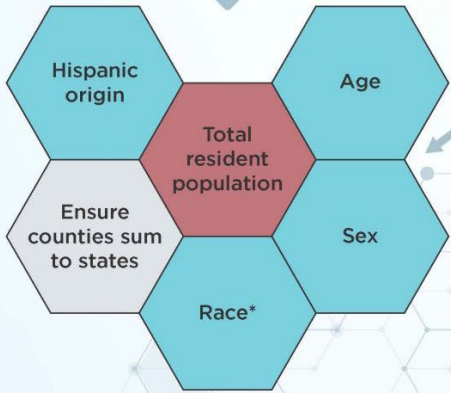 Hispanic
origin
Age
Total
resident
population
Ensure
counties sum
to states
Sex
Race*